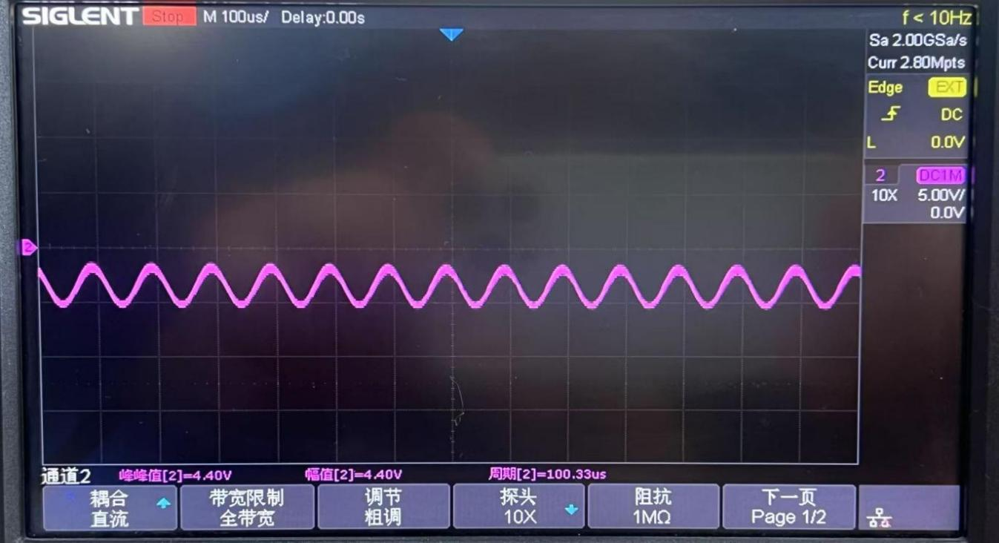 SIGLENT Stop M 100us/ Delay:0.00s f < 10Hz
Sa 2.00GSa/s
Curr 2.80Mpts
Edge EXT
DC
L 0.0V
2 DC1M
10X 5.00V/
0.0V
2
通道2 峰峰值[2]=4.40V 幅值[2]=4.40V 周期[2]=100.33us
耦合 带宽限制 调节 探头 阻抗 下一页
直流 全带宽 粗调 10X 1MΩ Page 1/2